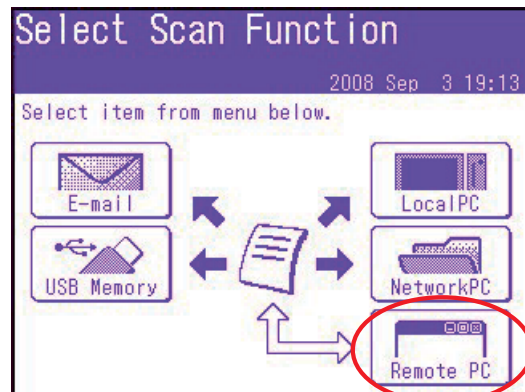 Select Scan Function
2008 Sep 3 19:13
Select item from menu below.
E-mail
LocalPC
USB Memory
NetworkPC
Remote PC